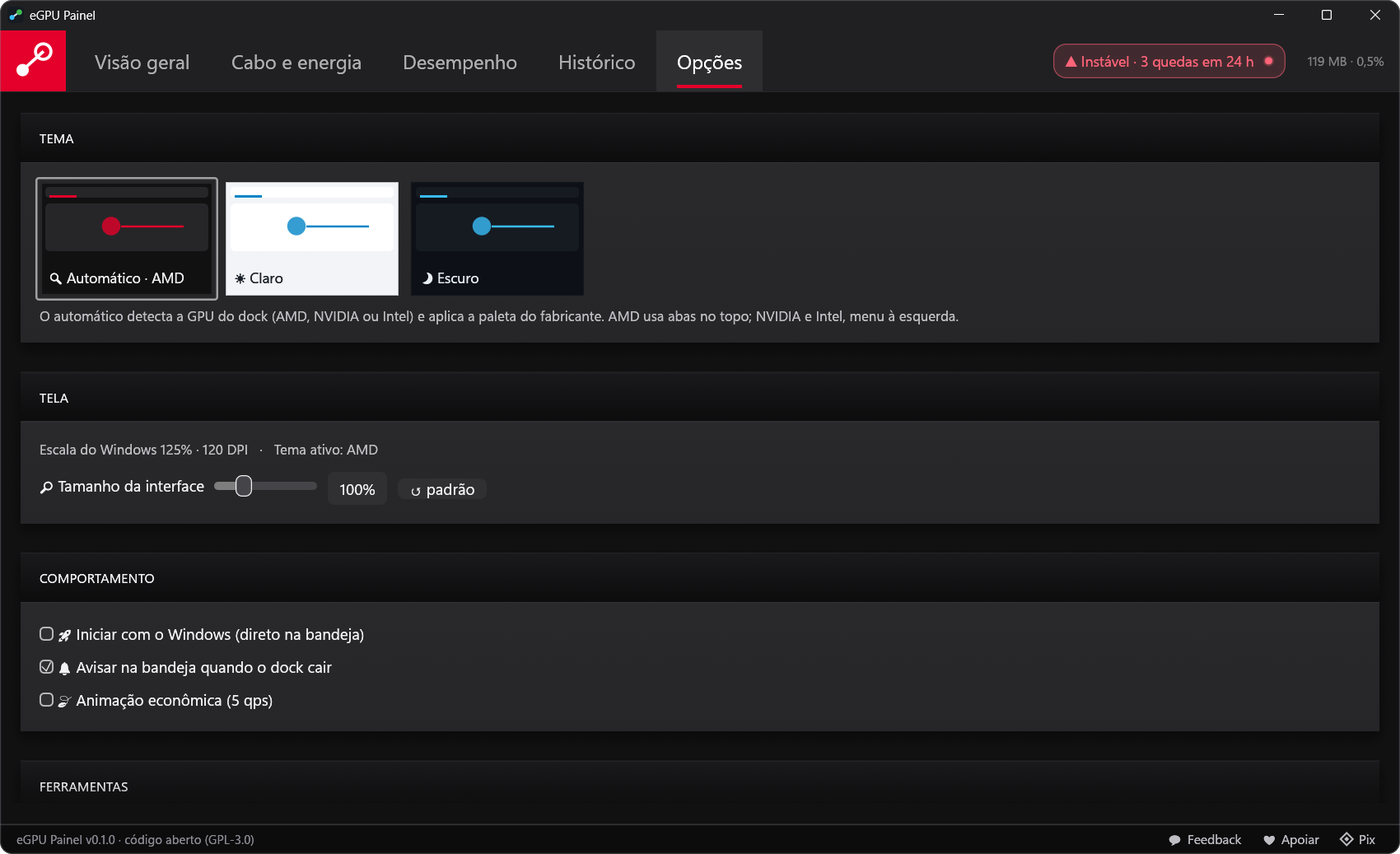 eGPU Painel
Visão geral
Cabo e energia
Desempenho
Histórico
Opções
Instável · 3 quedas em 24 h
119 MB · 0,5%
TEMA
Automático · AMD
Claro
Escuro
O automático detecta a GPU do dock (AMD, NVIDIA ou Intel) e aplica a paleta do fabricante. AMD usa abas no topo; NVIDIA e Intel, menu à esquerda.
TELA
Escala do Windows 125% · 120 DPI · Tema ativo: AMD
Tamanho da interface
100%
↺ padrão
COMPORTAMENTO
Iniciar com o Windows (direto na bandeja)
Avisar na bandeja quando o dock cair
Animação econômica (5 qps)
FERRAMENTAS
eGPU Painel v0.1.0 · código aberto (GPL-3.0)
Feedback
Apoiar
Pix